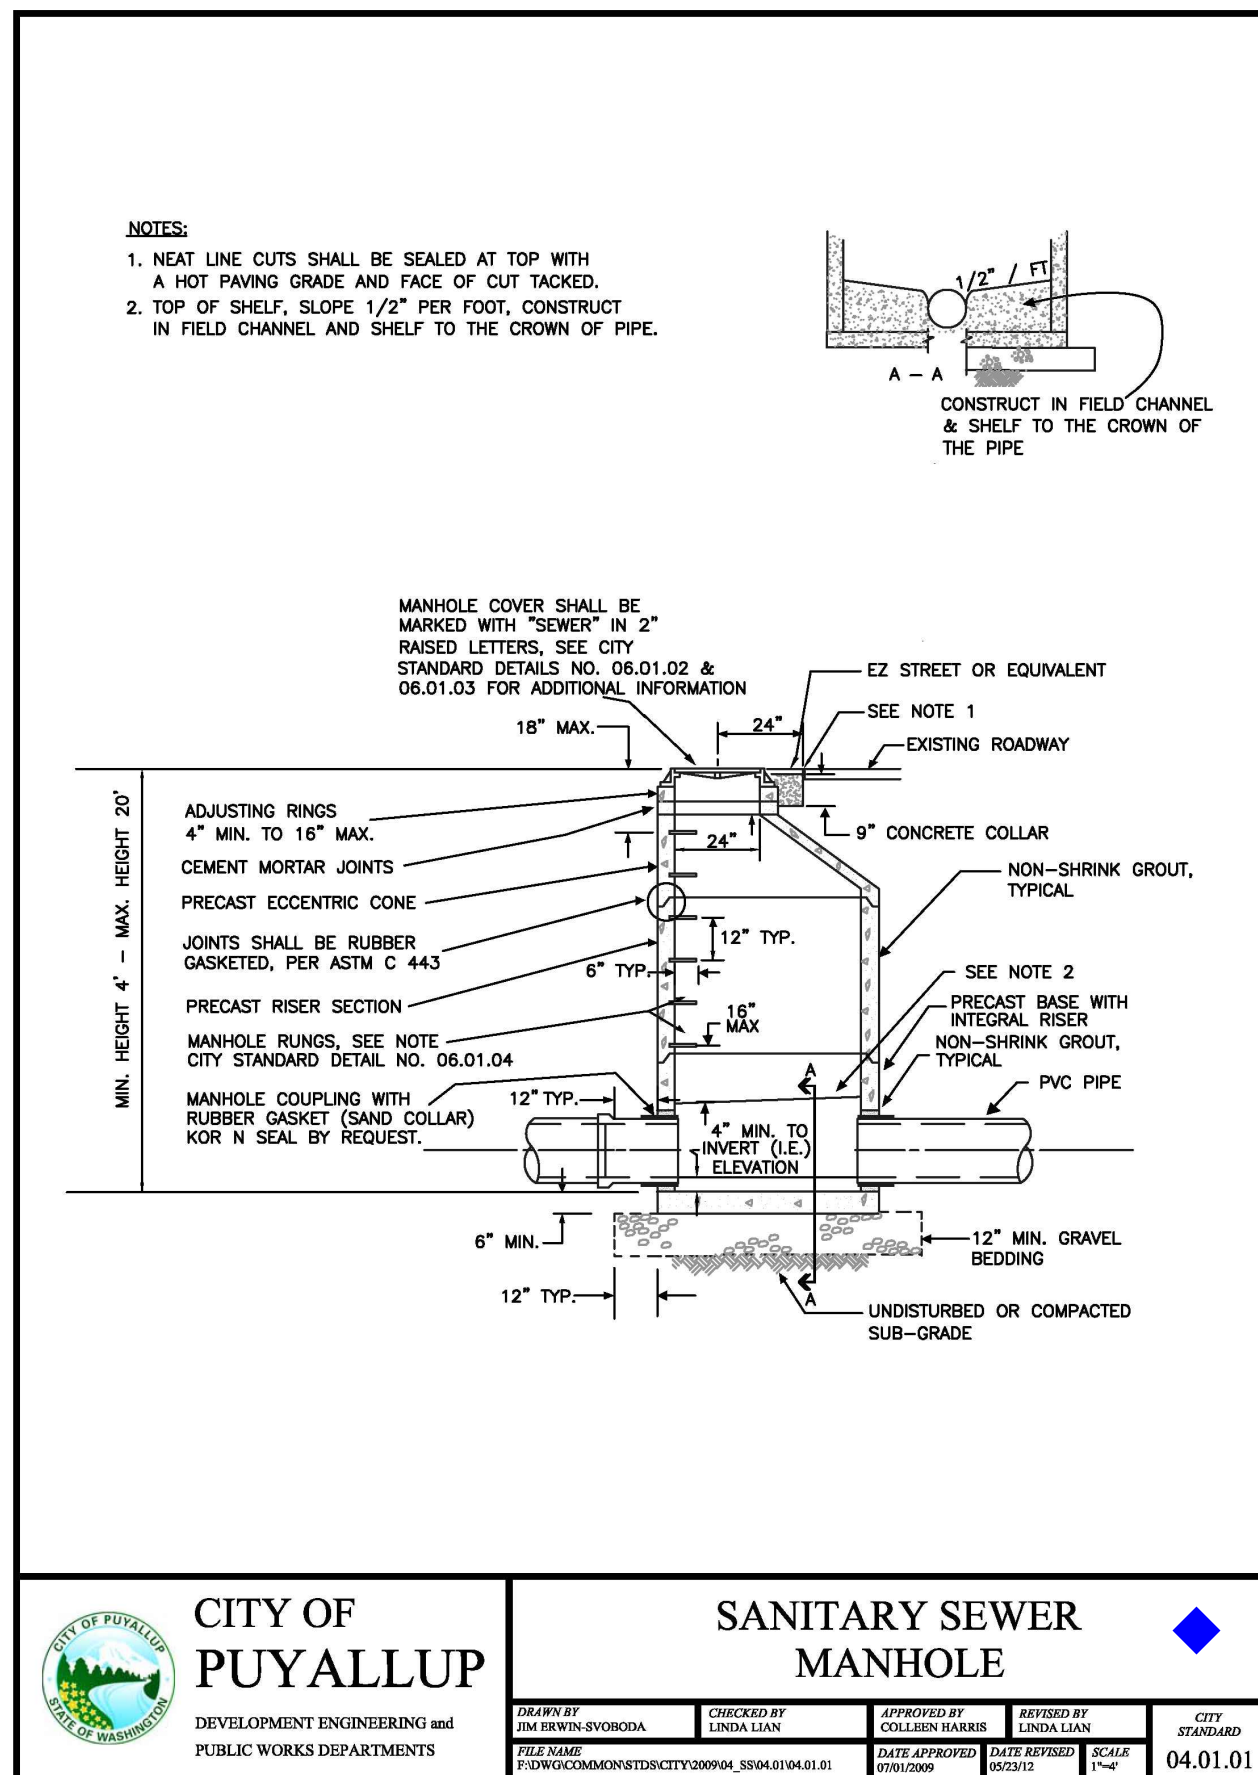 NOTES:
1. NEAT LINE CUTS SHALL BE SEALED AT TOP WITH
A HOT PAVING GRADE AND FACE OF CUT TACKED.
2. TOP OF SHELF, SLOPE 1/2" PER FOOT, CONSTRUCT
IN FIELD CHANNEL AND SHELF TO THE CROWN OF PIPE.
1/2" / FT
A – A
CONSTRUCT IN FIELD CHANNEL
& SHELF TO THE CROWN OF
THE PIPE
MANHOLE COVER SHALL BE
MARKED WITH "SEWER" IN 2"
RAISED LETTERS, SEE CITY
STANDARD DETAILS NO. 06.01.02 &
06.01.03 FOR ADDITIONAL INFORMATION
EZ STREET OR EQUIVALENT
SEE NOTE 1
18" MAX.
24"
EXISTING ROADWAY
MIN. HEIGHT 4' – MAX. HEIGHT 20'
ADJUSTING RINGS
4" MIN. TO 16" MAX.
9" CONCRETE COLLAR
24"
CEMENT MORTAR JOINTS
NON–SHRINK GROUT,
TYPICAL
PRECAST ECCENTRIC CONE
JOINTS SHALL BE RUBBER
GASKETED, PER ASTM C 443
12" TYP.
6" TYP.
SEE NOTE 2
PRECAST RISER SECTION
16"
MAX
PRECAST BASE WITH
INTEGRAL RISER
MANHOLE RUNGS, SEE NOTE
CITY STANDARD DETAIL NO. 06.01.04
NON–SHRINK GROUT,
TYPICAL
A
PVC PIPE
MANHOLE COUPLING WITH
RUBBER GASKET (SAND COLLAR)
KOR N SEAL BY REQUEST.
12" TYP.
4" MIN. TO
INVERT (I.E.)
ELEVATION
6" MIN.
12" MIN. GRAVEL
BEDDING
12" TYP.
A
UNDISTURBED OR COMPACTED
SUB–GRADE
CITY OF PUYALLUP
STATE OF WASHINGTON
CITY OF
PUYALLUP
DEVELOPMENT ENGINEERING and
PUBLIC WORKS DEPARTMENTS
SANITARY SEWER
MANHOLE
DRAWN BY
JIM ERWIN-SVOBODA
CHECKED BY
LINDA LIAN
APPROVED BY
COLLEEN HARRIS
REVISED BY
LINDA LIAN
CITY
STANDARD
04.01.01
FILE NAME
F:\DWG\COMMON\STDS\CITY\2009\04_SS\04.01\04.01.01
DATE APPROVED
07/01/2009
DATE REVISED
05/23/12
SCALE
1"=4'